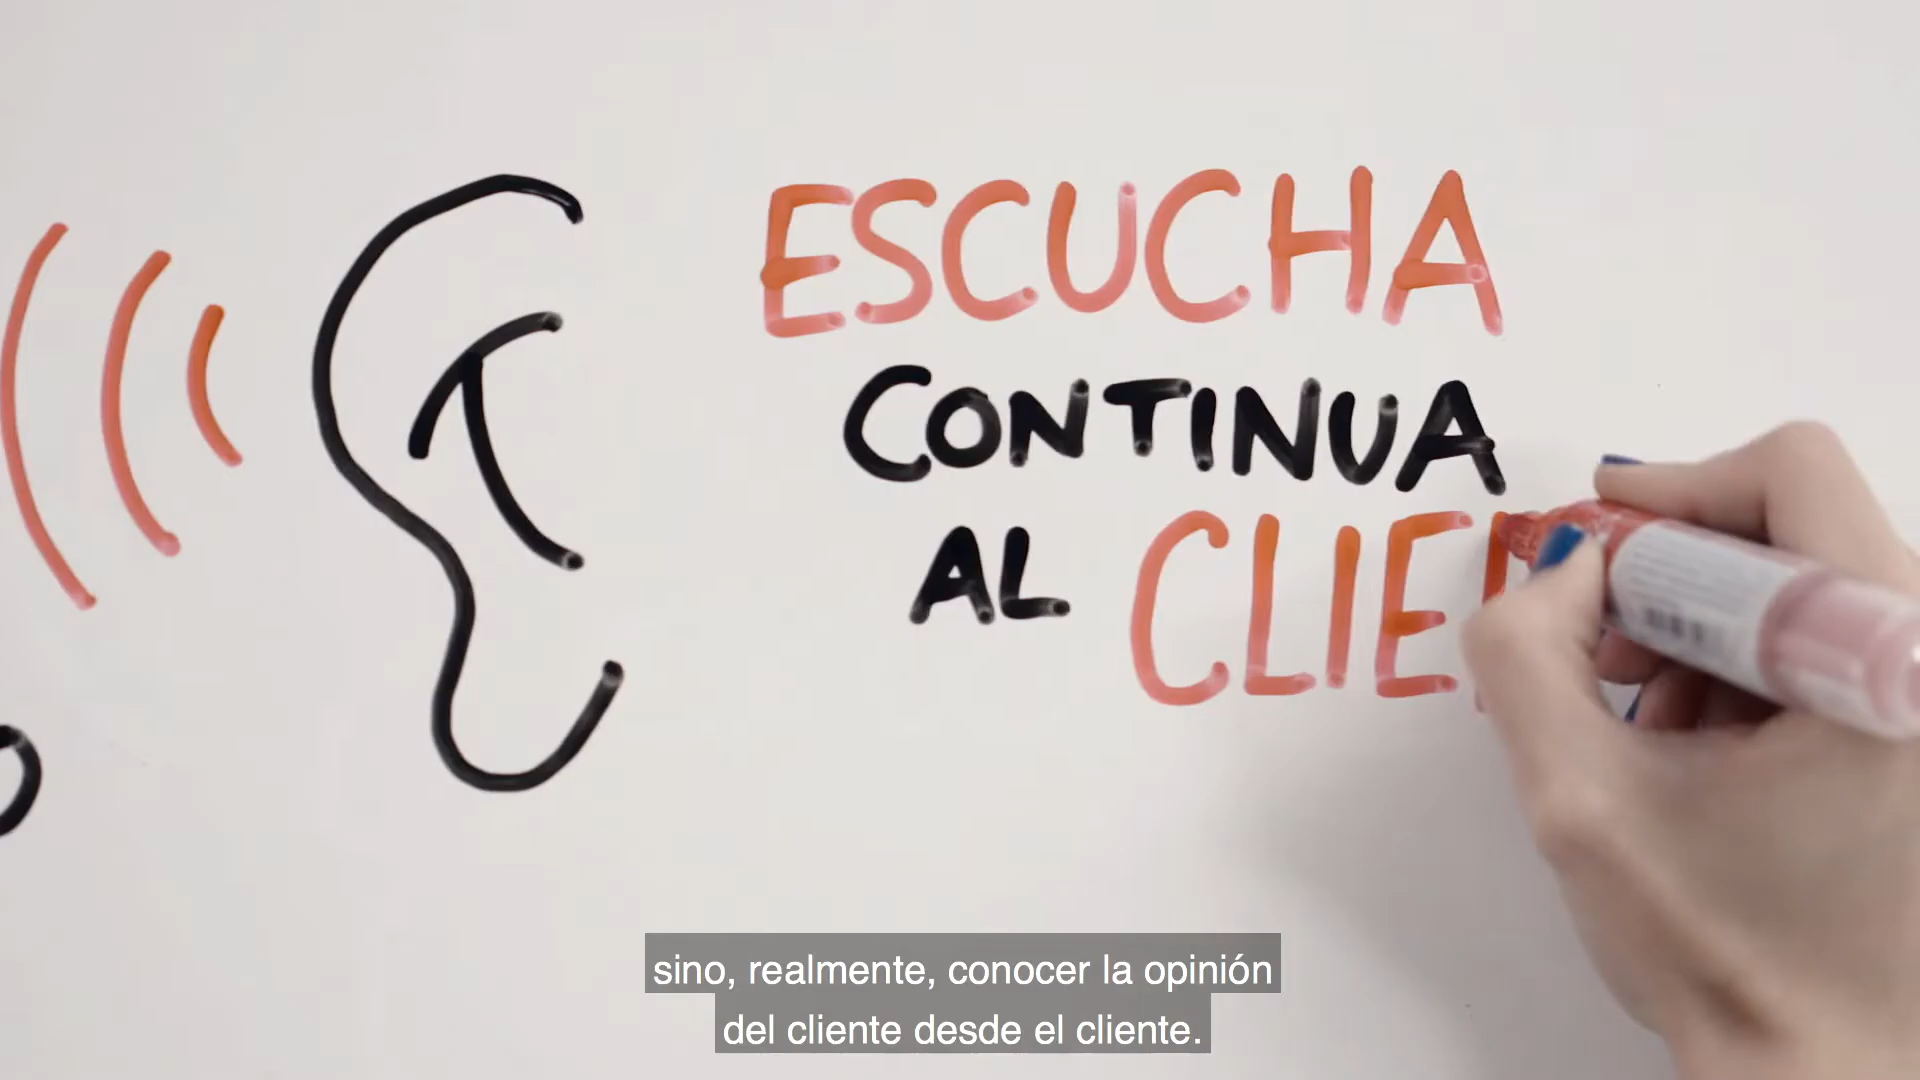 ESCUCHA
CONTINUA
AL CLIE
sino, realmente, conocer la opinión
del cliente desde el cliente.